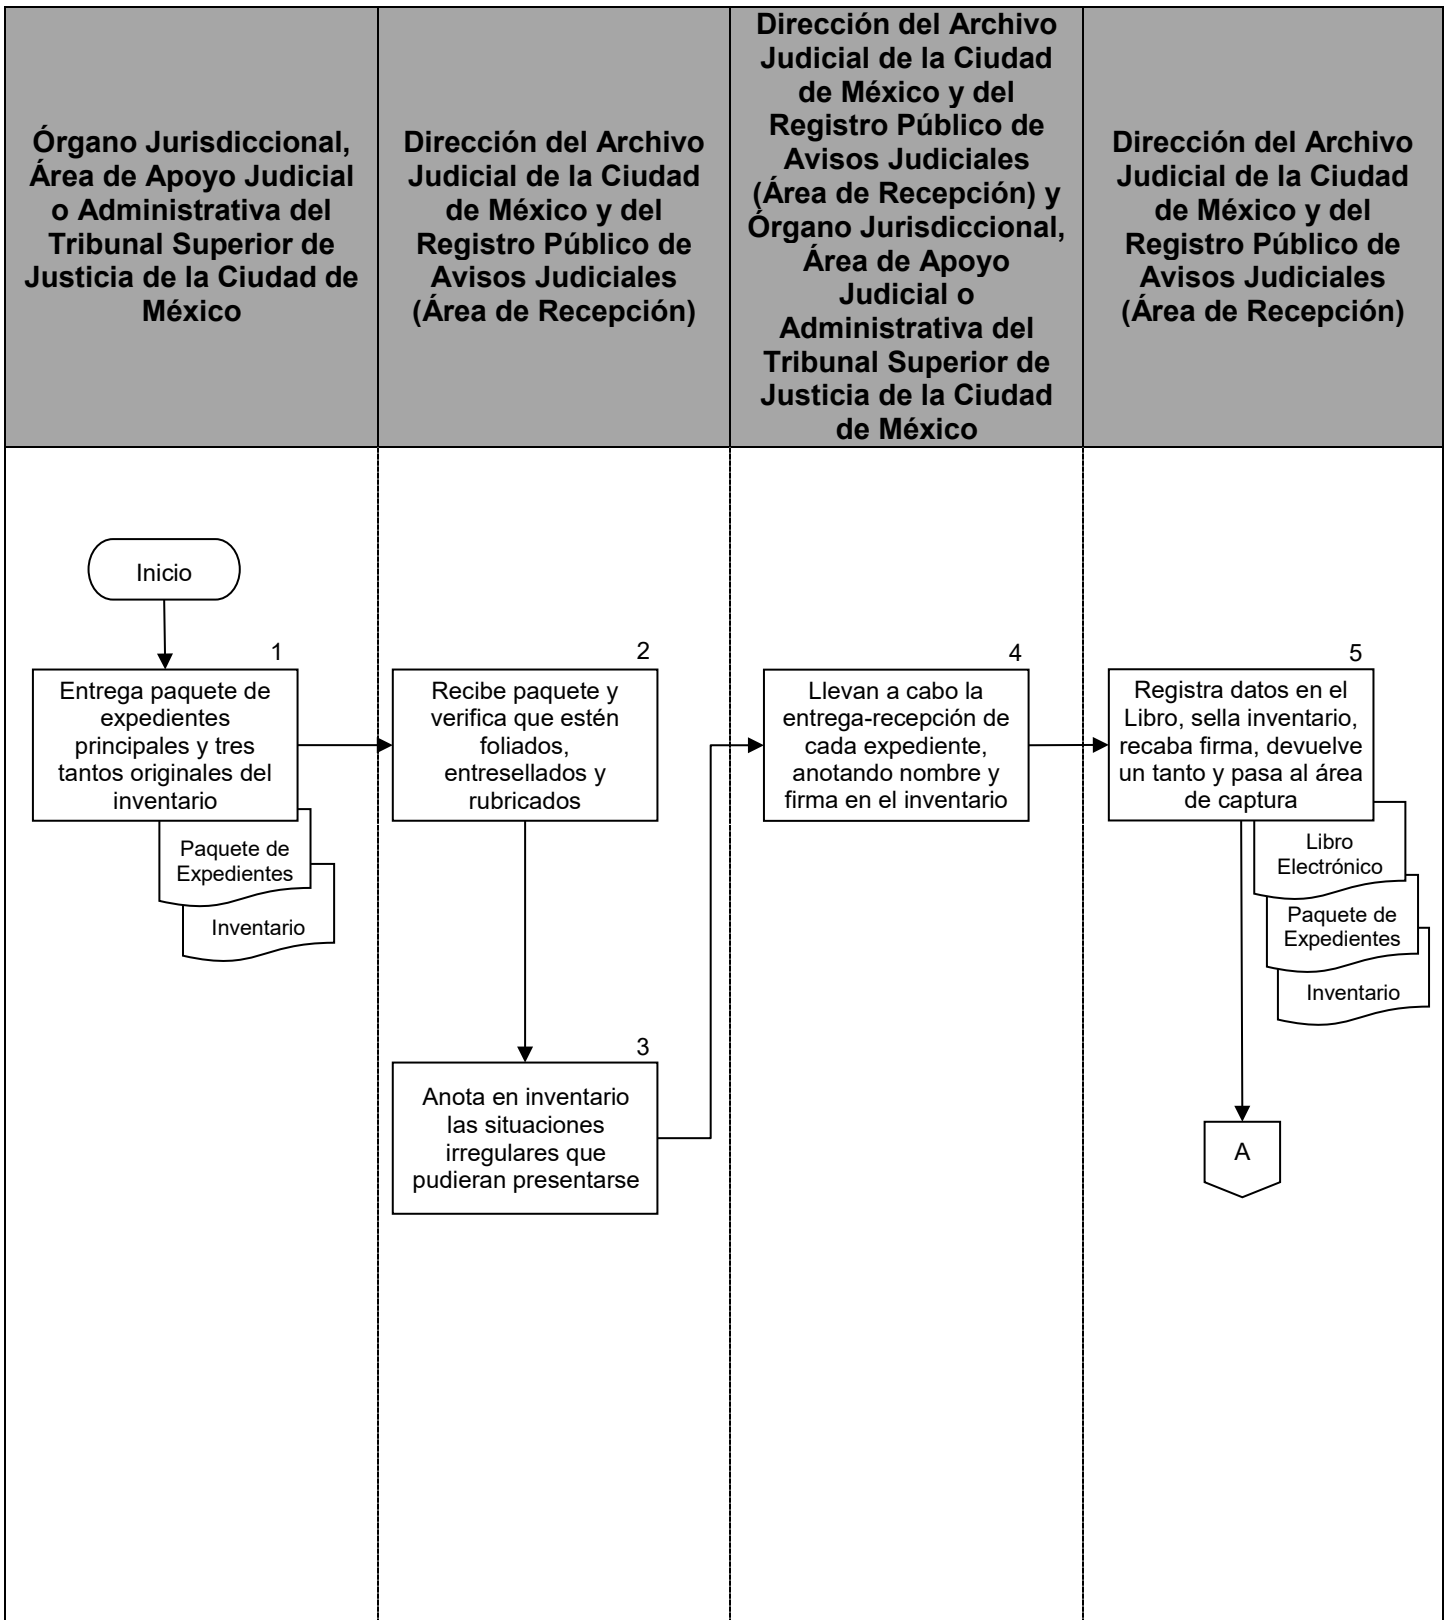 Órgano Jurisdiccional,
Área de Apoyo Judicial
o Administrativa del
Tribunal Superior de
Justicia de la Ciudad de
México
Dirección del Archivo
Judicial de la Ciudad
de México y del
Registro Público de
Avisos Judiciales
(Área de Recepción)
Dirección del Archivo
Judicial de la Ciudad
de México y del
Registro Público de
Avisos Judiciales
(Área de Recepción) y
Órgano Jurisdiccional,
Área de Apoyo
Judicial o
Administrativa del
Tribunal Superior de
Justicia de la Ciudad
de México
Dirección del Archivo
Judicial de la Ciudad
de México y del
Registro Público de
Avisos Judiciales
(Área de Recepción)
Inicio
1
Entrega paquete de
expedientes
principales y tres
tantos originales del
inventario
Paquete de
Expedientes
Inventario
2
Recibe paquete y
verifica que estén
foliados,
entresellados y
rubricados
3
Anota en inventario
las situaciones
irregulares que
pudieran presentarse
4
Llevan a cabo la
entrega-recepción de
cada expediente,
anotando nombre y
firma en el inventario
5
Registra datos en el
Libro, sella inventario,
recaba firma, devuelve
un tanto y pasa al área
de captura
Libro
Electrónico
Paquete de
Expedientes
Inventario
A